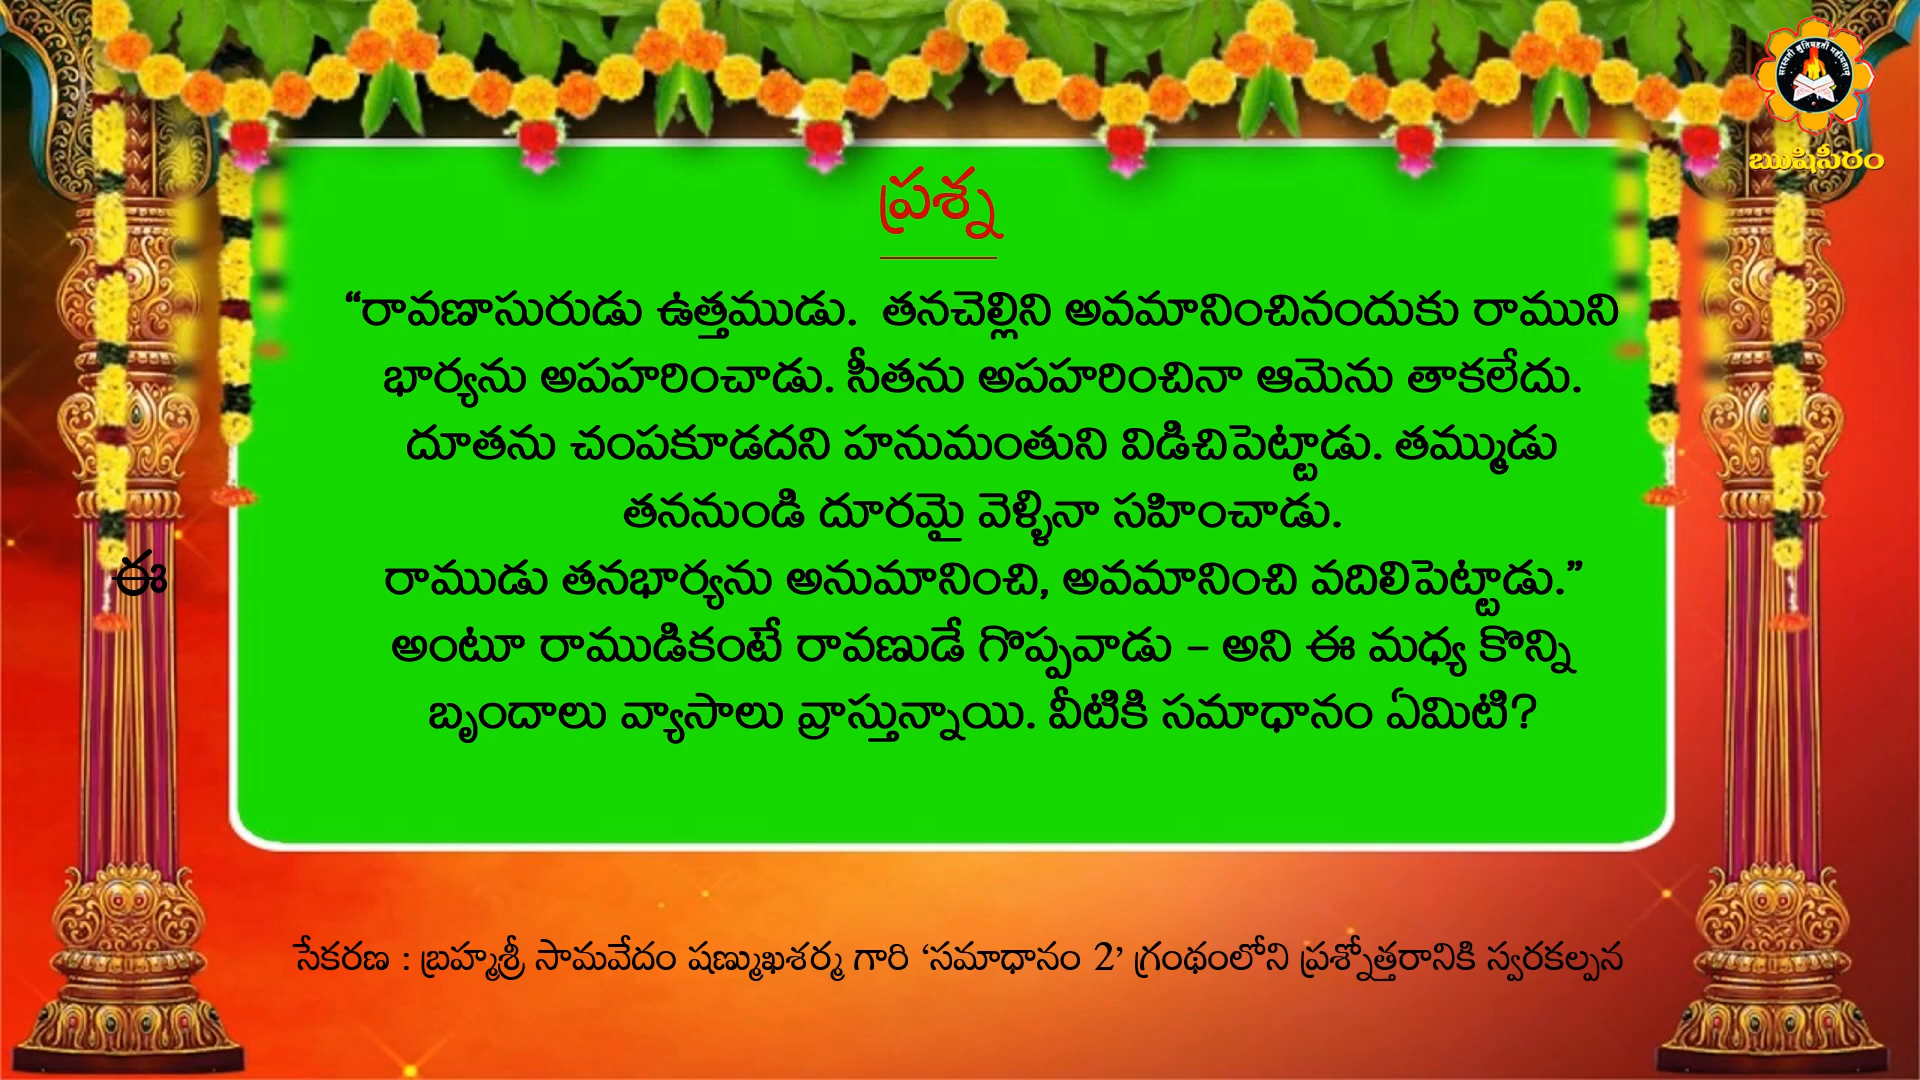 ఋషిపీఠం
ప్రశ్న
“రావణాసురుడు ఉత్తముడు. తనచెల్లిని అవమానించినందుకు రాముని
భార్యను అపహరించాడు. సీతను అపహరించినా ఆమెను తాకలేదు.
దూతను చంపకూడదని హనుమంతుని విడిచిపెట్టాడు. తమ్ముడు
తననుండి దూరమై వెళ్ళినా సహించాడు.
ఈ
రాముడు తనభార్యను అనుమానించి, అవమానించి వదిలిపెట్టాడు.”
అంటూ రాముడికంటే రావణుడే గొప్పవాడు – అని ఈ మధ్య కొన్ని
బృందాలు వ్యాసాలు వ్రాస్తున్నాయి. వీటికి సమాధానం ఏమిటి?
సేకరణ : బ్రహ్మశ్రీ సామవేదం షణ్ముఖశర్మ గారి ‘సమాధానం 2’ గ్రంథంలోని ప్రశ్నోత్తరానికి స్వరకల్పన